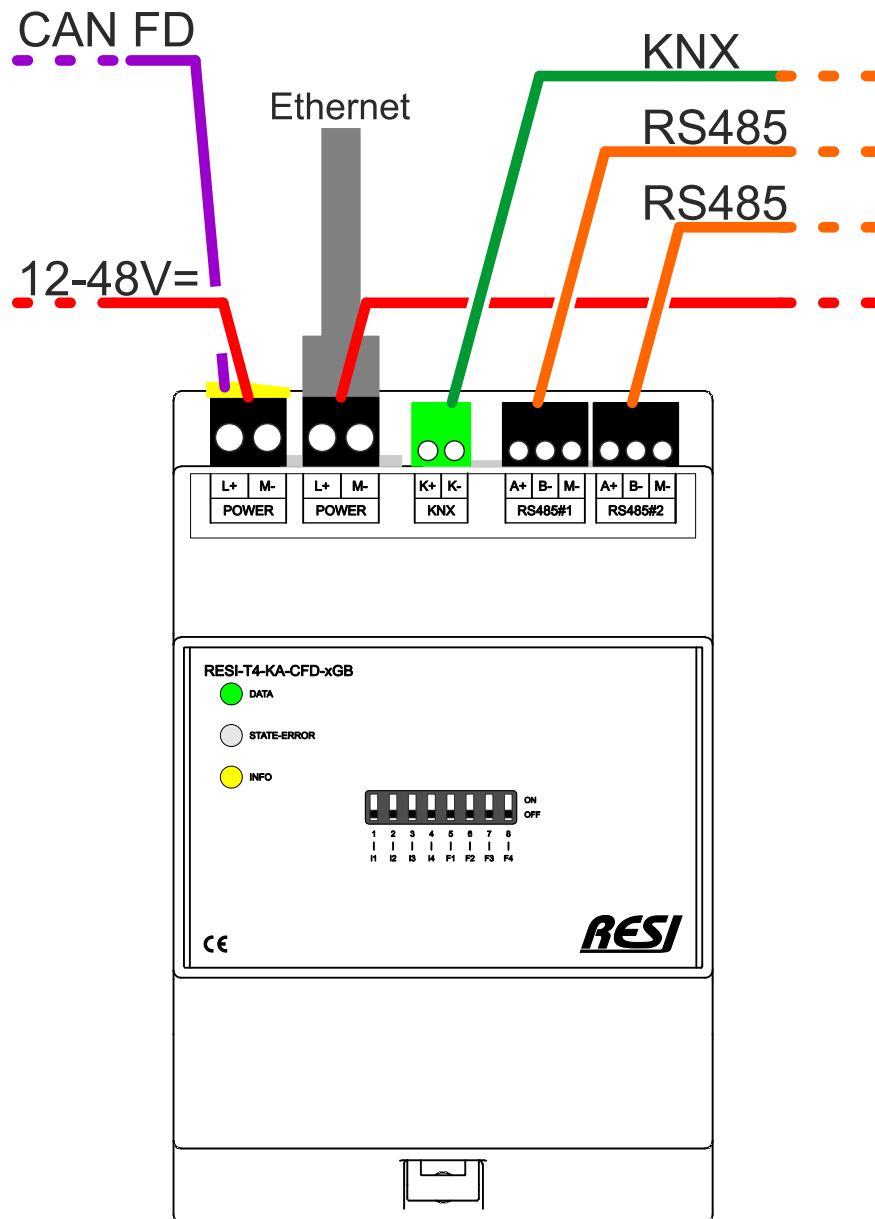 CAN FD
KNX
Ethernet
RS485
RS485
12-48V=
L+ M- L+ M- K+ K- A+ B- M- A+ B- M-
POWER POWER KNX RS485#1 RS485#2
RESI-T4-KA-CFD-xGB
DATA
STATE-ERROR
INFO
ON
OFF
1 2 3 4 5 6 7 8
I1 I2 I3 I4 F1 F2 F3 F4
CE RESI